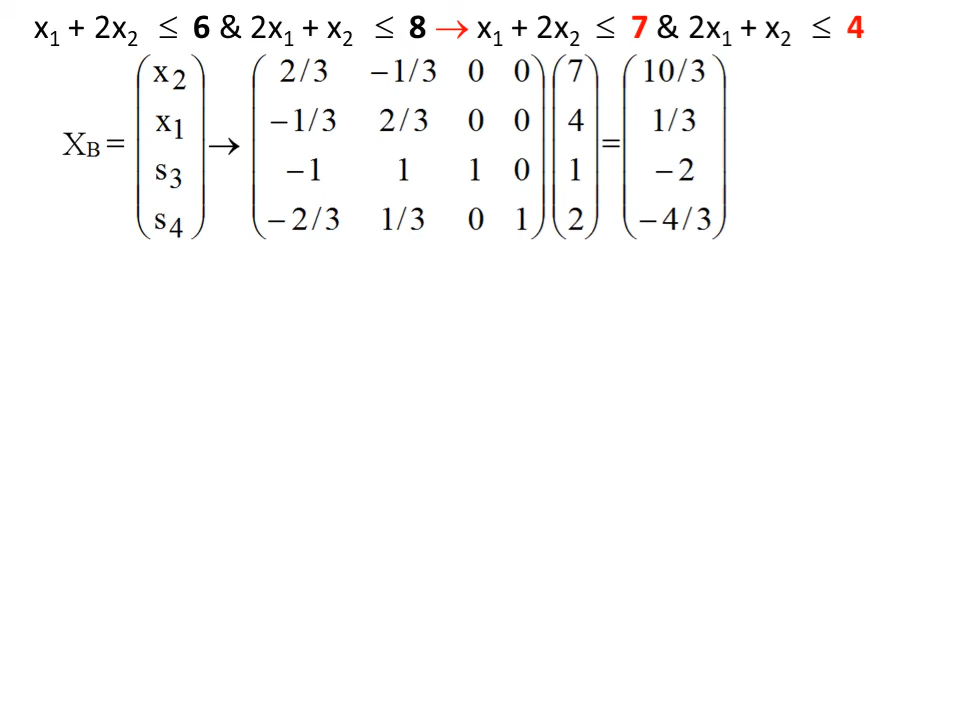 x₁ + 2x₂ ≤ 6 & 2x₁ + x₂ ≤ 8 → x₁ + 2x₂ ≤ 7 & 2x₁ + x₂ ≤ 4
X_B = (x₂ x₁ s₃ s₄) → (2/3 −1/3 0 0; −1/3 2/3 0 0; −1 1 1 0; −2/3 1/3 0 1) (7 4 1 2) = (10/3 1/3 −2 −4/3)